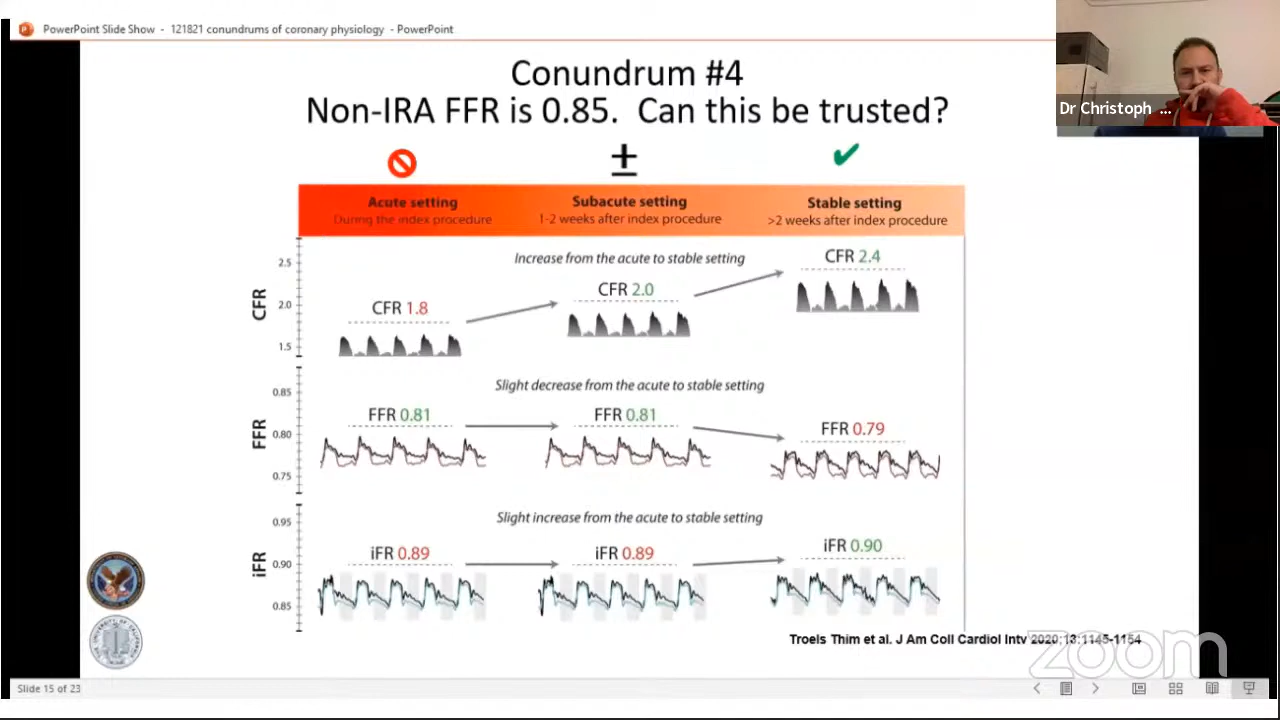 PowerPoint Slide Show - 121821 conundrums of coronary physiology - PowerPoint
Dr Christoph ...
Conundrum #4
Non-IRA FFR is 0.85. Can this be trusted?
Acute setting
During the index procedure
Subacute setting
1-2 weeks after index procedure
Stable setting
>2 weeks after index procedure
CFR
2.5
2.0
1.5
Increase from the acute to stable setting
CFR 1.8
CFR 2.0
CFR 2.4
FFR
0.85
0.80
0.75
Slight decrease from the acute to stable setting
FFR 0.81
FFR 0.81
FFR 0.79
iFR
0.95
0.90
0.85
Slight increase from the acute to stable setting
iFR 0.89
iFR 0.89
iFR 0.90
Troels Thim et al. J Am Coll Cardiol Intv 2020;13:1145-1154
zoom
Slide 15 of 23